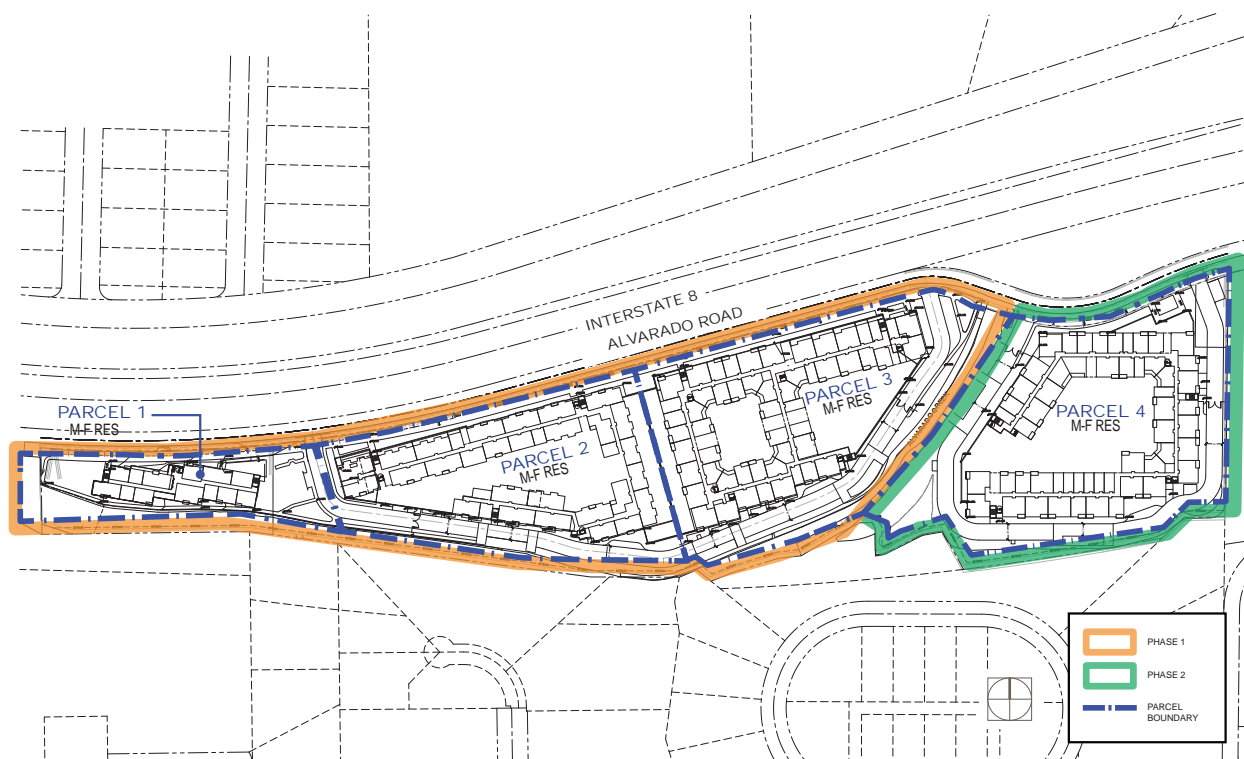 INTERSTATE 8
ALVARADO ROAD
PARCEL 1
M-F RES
PARCEL 2
M-F RES
PARCEL 3
M-F RES
PARCEL 4
M-F RES
PHASE 1
PHASE 2
PARCEL
BOUNDARY